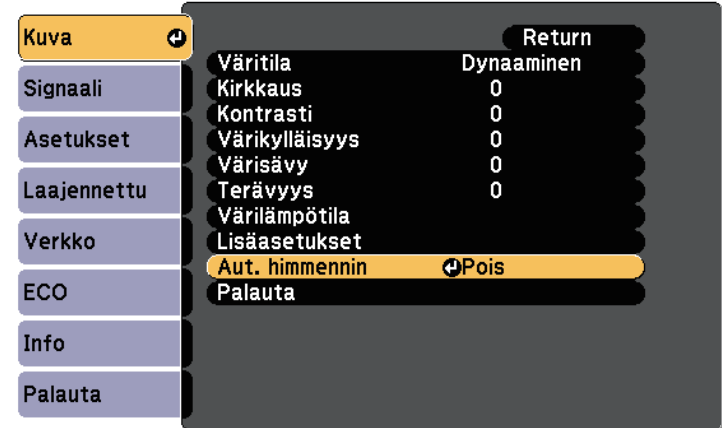 Kuva
Signaali
Asetukset
Laajennettu
Verkko
ECO
Info
Palauta
Return
Väritila Dynaaminen
Kirkkaus 0
Kontrasti 0
Värikylläisyys 0
Värisävy 0
Terävyys 0
Värilämpötila
Lisäasetukset
Aut. himmennin Pois
Palauta